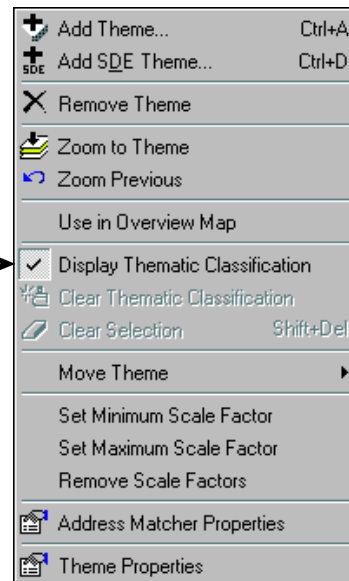 Add Theme... Ctrl+A
SDE Add SDE Theme... Ctrl+D
Remove Theme
Zoom to Theme
Zoom Previous
Use in Overview Map
Display Thematic Classification
Clear Thematic Classification
Clear Selection Shift+Del
Move Theme
Set Minimum Scale Factor
Set Maximum Scale Factor
Remove Scale Factors
Address Matcher Properties
Theme Properties